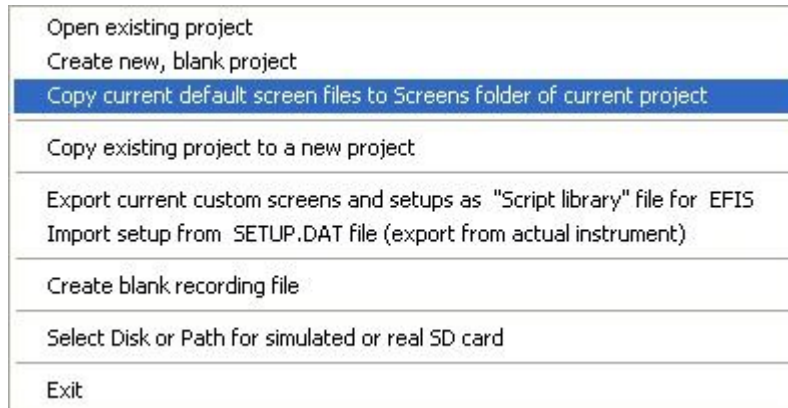 Open existing project
Create new, blank project
Copy current default screen files to Screens folder of current project
Copy existing project to a new project
Export current custom screens and setups as "Script library" file for EFIS
Import setup from SETUP.DAT file (export from actual instrument)
Create blank recording file
Select Disk or Path for simulated or real SD card
Exit